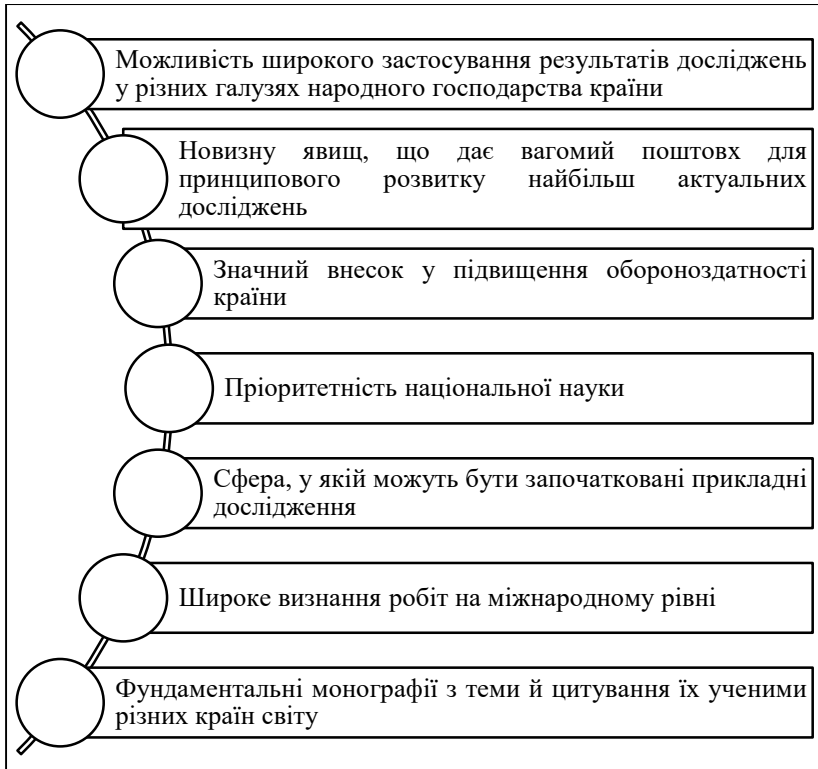 Можливість широкого застосування результатів досліджень
у різних галузях народного господарства країни
Новизну явищ, що дає вагомий поштовх для
принципового розвитку найбільш актуальних
досліджень
Значний внесок у підвищення обороноздатності
країни
Пріоритетність національної науки
Сфера, у якій можуть бути започатковані прикладні
дослідження
Широке визнання робіт на міжнародному рівні
Фундаментальні монографії з теми й цитування їх ученими
різних країн світу